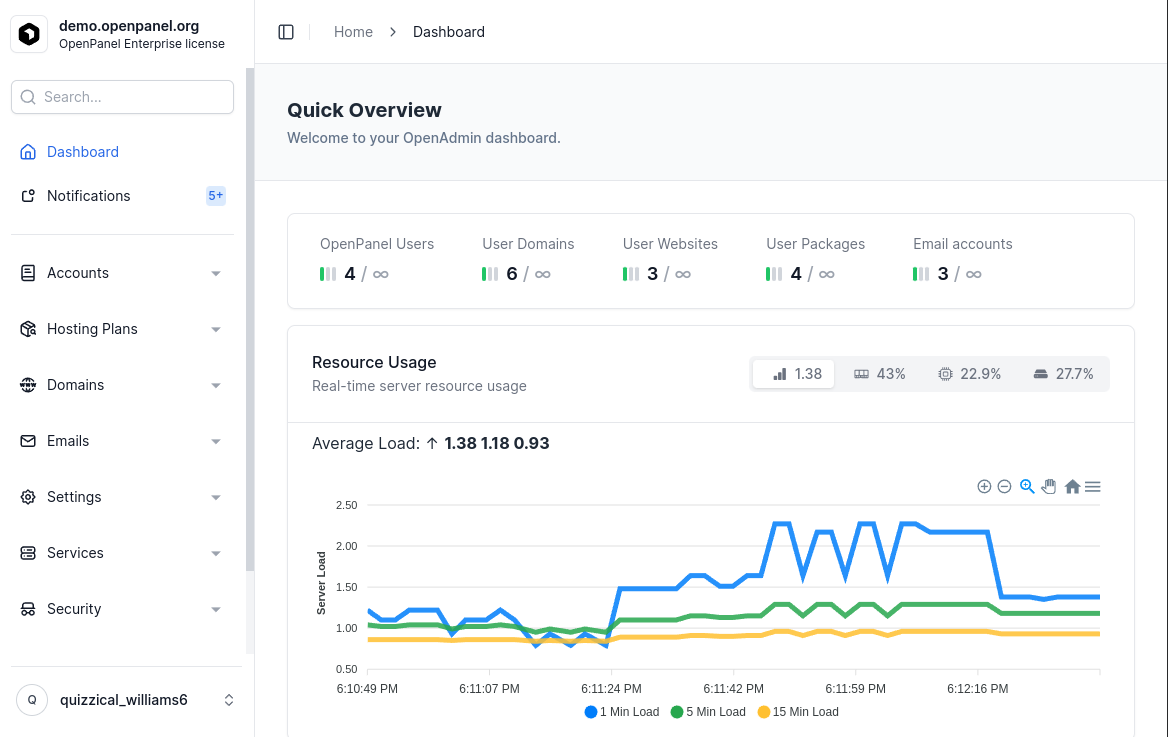 demo.openpanel.org
OpenPanel Enterprise license
Search...
Dashboard
Notifications 5+
Accounts
Hosting Plans
Domains
Emails
Settings
Services
Security
Q quizzical_williams6
Home > Dashboard
Quick Overview
Welcome to your OpenAdmin dashboard.
OpenPanel Users User Domains User Websites User Packages Email accounts
4 / ∞ 6 / ∞ 3 / ∞ 4 / ∞ 3 / ∞
Resource Usage
Real-time server resource usage
1.38 43% 22.9% 27.7%
Average Load: ↑ 1.38 1.18 0.93
Server Load
2.50
2.00
1.50
1.00
0.50
6:10:49 PM 6:11:07 PM 6:11:24 PM 6:11:42 PM 6:11:59 PM 6:12:16 PM
1 Min Load 5 Min Load 15 Min Load